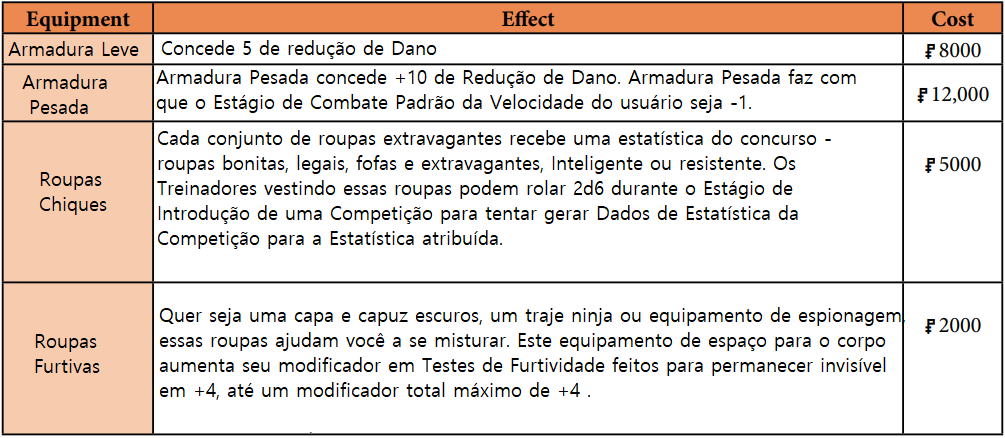 Equipment Effect Cost
Armadura Leve Concede 5 de redução de Dano ₣ 8000
Armadura Pesada concede +10 de Redução de Dano. Armadura Pesada faz com
Armadura
Pesada
que o Estágio de Combate Padrão da Velocidade do usuário seja -1.
₣ 12,000
Cada conjunto de roupas extravagantes recebe uma estatística do concurso -
roupas bonitas, legais, fofas e extravagantes, Inteligente ou resistente. Os
Roupas
Chiques
Treinadores vestindo essas roupas podem rolar 2d6 durante o Estágio de
Introdução de uma Competição para tentar gerar Dados de Estatística da
Competição para a Estatística atribuída.
₣ 5000
Roupas
Furtivas
Quer seja uma capa e capuz escuros, um traje ninja ou equipamento de espionagem,
essas roupas ajudam você a se misturar. Este equipamento de espaço para o corpo
aumenta seu modificador em Testes de Furtividade feitos para permanecer invisível
em +4, até um modificador total máximo de +4 .
₣ 2000